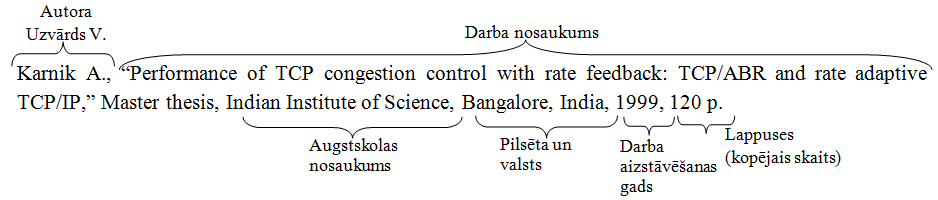 Autora
Uzvārds V.
Darba nosaukums
Karnik A., “Performance of TCP congestion control with rate feedback: TCP/ABR and rate adaptive
TCP/IP,” Master thesis, Indian Institute of Science, Bangalore, India, 1999, 120 p.
Augstskolas
nosaukums
Pilsēta un
valsts
Darba
aizstāvēšanas
gads
Lappuses
(kopējais skaits)